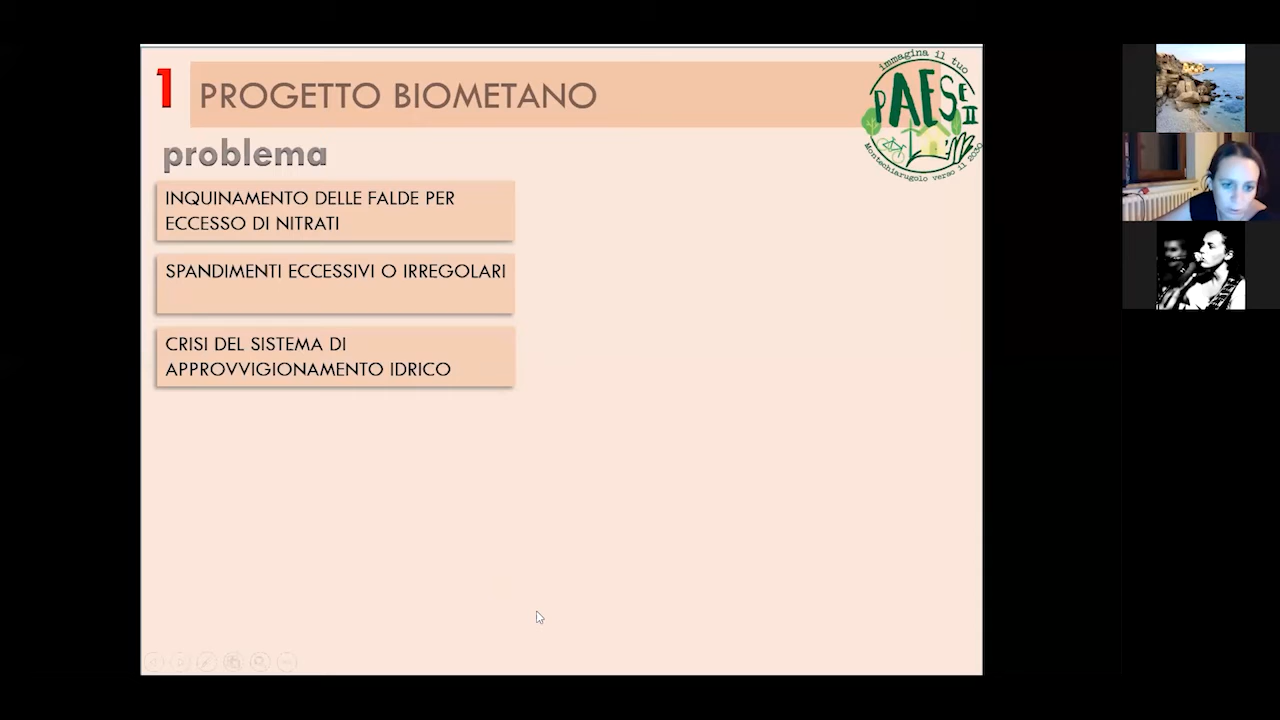 1 PROGETTO BIOMETANO
immagina il tuo
PAESE II
Montechiarugolo verso il 2030
problema
INQUINAMENTO DELLE FALDE PER
ECCESSO DI NITRATI
SPANDIMENTI ECCESSIVI O IRREGOLARI
CRISI DEL SISTEMA DI
APPROVVIGIONAMENTO IDRICO